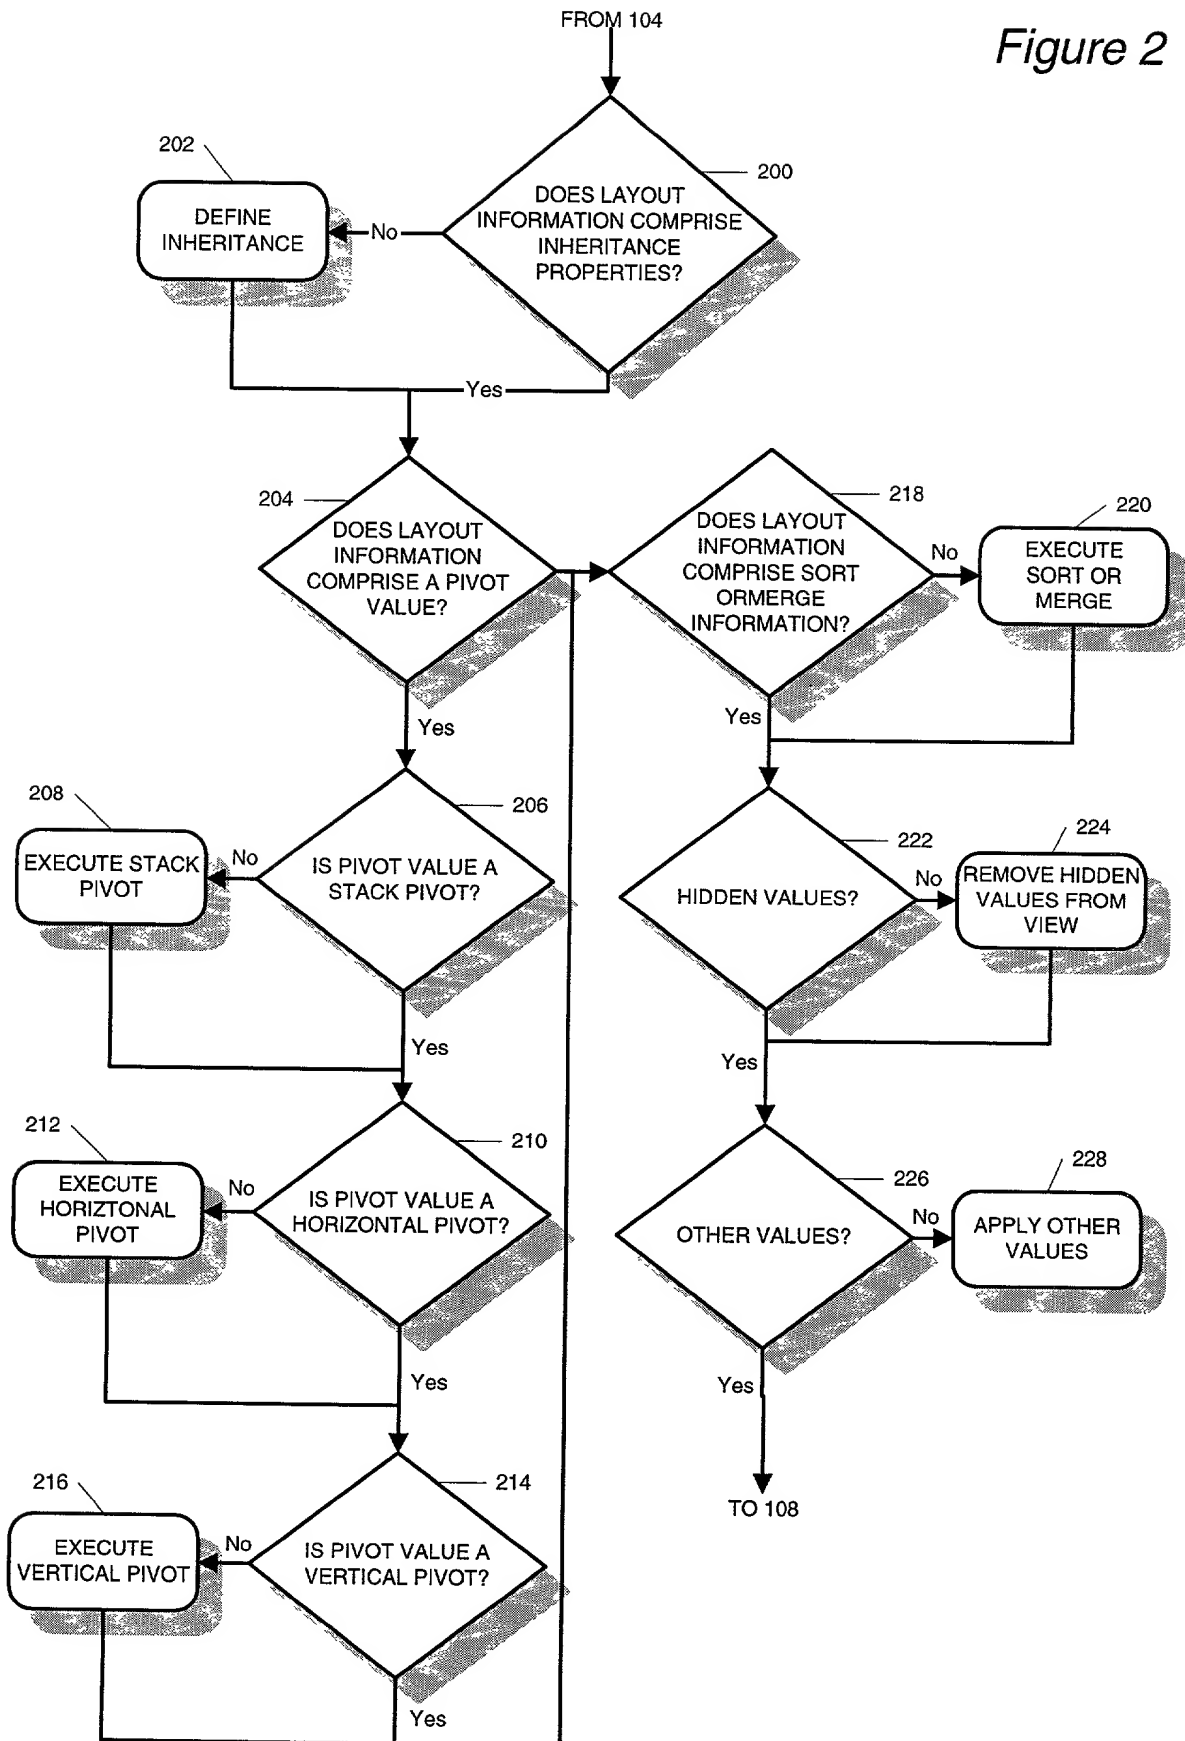 FROM 104
Figure 2
202
200
DEFINE
INHERITANCE
No
DOES LAYOUT
INFORMATION COMPRISE
INHERITANCE
PROPERTIES?
Yes
204
DOES LAYOUT
INFORMATION
COMPRISE A PIVOT
VALUE?
Yes
206
208
IS PIVOT VALUE A
STACK PIVOT?
No
EXECUTE STACK
PIVOT
Yes
210
212
IS PIVOT VALUE A
HORIZONTAL PIVOT?
No
EXECUTE
HORIZTONAL
PIVOT
Yes
214
216
IS PIVOT VALUE A
VERTICAL PIVOT?
No
EXECUTE
VERTICAL PIVOT
Yes
218
DOES LAYOUT
INFORMATION
COMPRISE SORT
ORMERGE
INFORMATION?
No
220
EXECUTE
SORT OR
MERGE
Yes
222
HIDDEN VALUES?
No
224
REMOVE HIDDEN
VALUES FROM
VIEW
Yes
226
OTHER VALUES?
No
228
APPLY OTHER
VALUES
Yes
TO 108